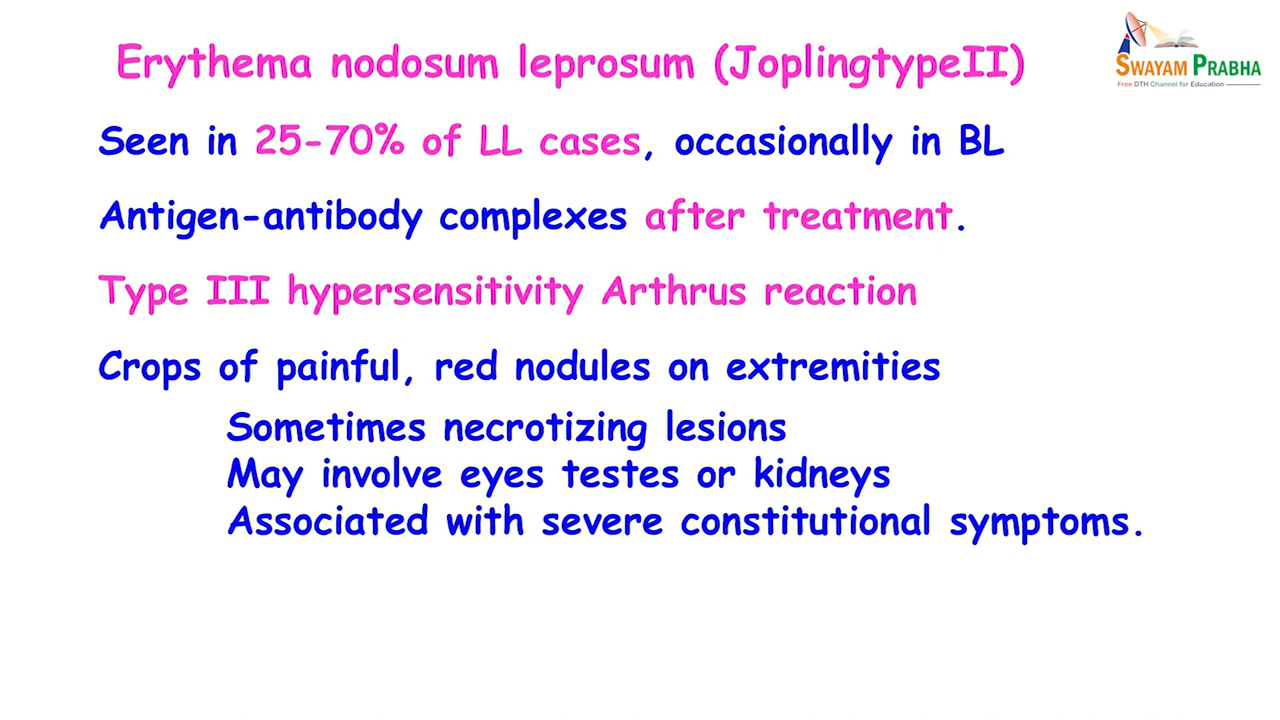 Erythema nodosum leprosum (JoplingtypeII)
SWAYAM PRABHA
Free DTH Channel for Education
Seen in 25-70% of LL cases, occasionally in BL
Antigen-antibody complexes after treatment.
Type III hypersensitivity Arthrus reaction
Crops of painful, red nodules on extremities
Sometimes necrotizing lesions
May involve eyes testes or kidneys
Associated with severe constitutional symptoms.